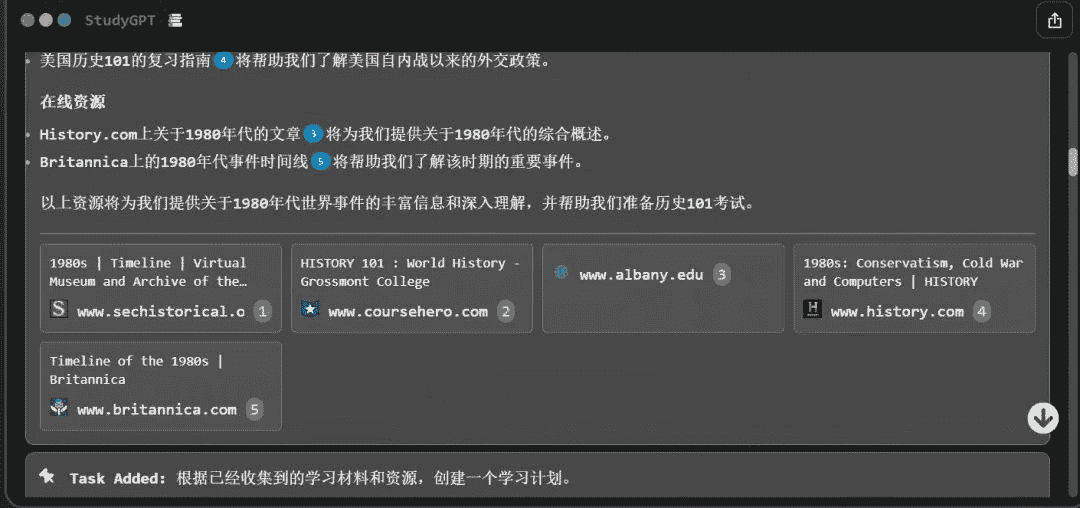 StudyGPT
美国历史101的复习指南 4 将帮助我们了解美国自内战以来的外交政策。
在线资源
History.com上关于1980年代的文章 3 将为我们提供关于1980年代的综合概述。
Britannica上的1980年代事件时间线 5 将帮助我们了解该时期的重要事件。
以上资源将为我们提供关于1980年代世界事件的丰富信息和深入理解，并帮助我们准备历史101考试。
1980s | Timeline | Virtual
Museum and Archive of the…
S www.sechistorical.o 1
HISTORY 101 : World History -
Grossmont College
www.coursehero.com 2
www.albany.edu 3
1980s: Conservatism, Cold War
and Computers | HISTORY
H www.history.com 4
Timeline of the 1980s |
Britannica
www.britannica.com 5
Task Added: 根据已经收集到的学习材料和资源，创建一个学习计划。